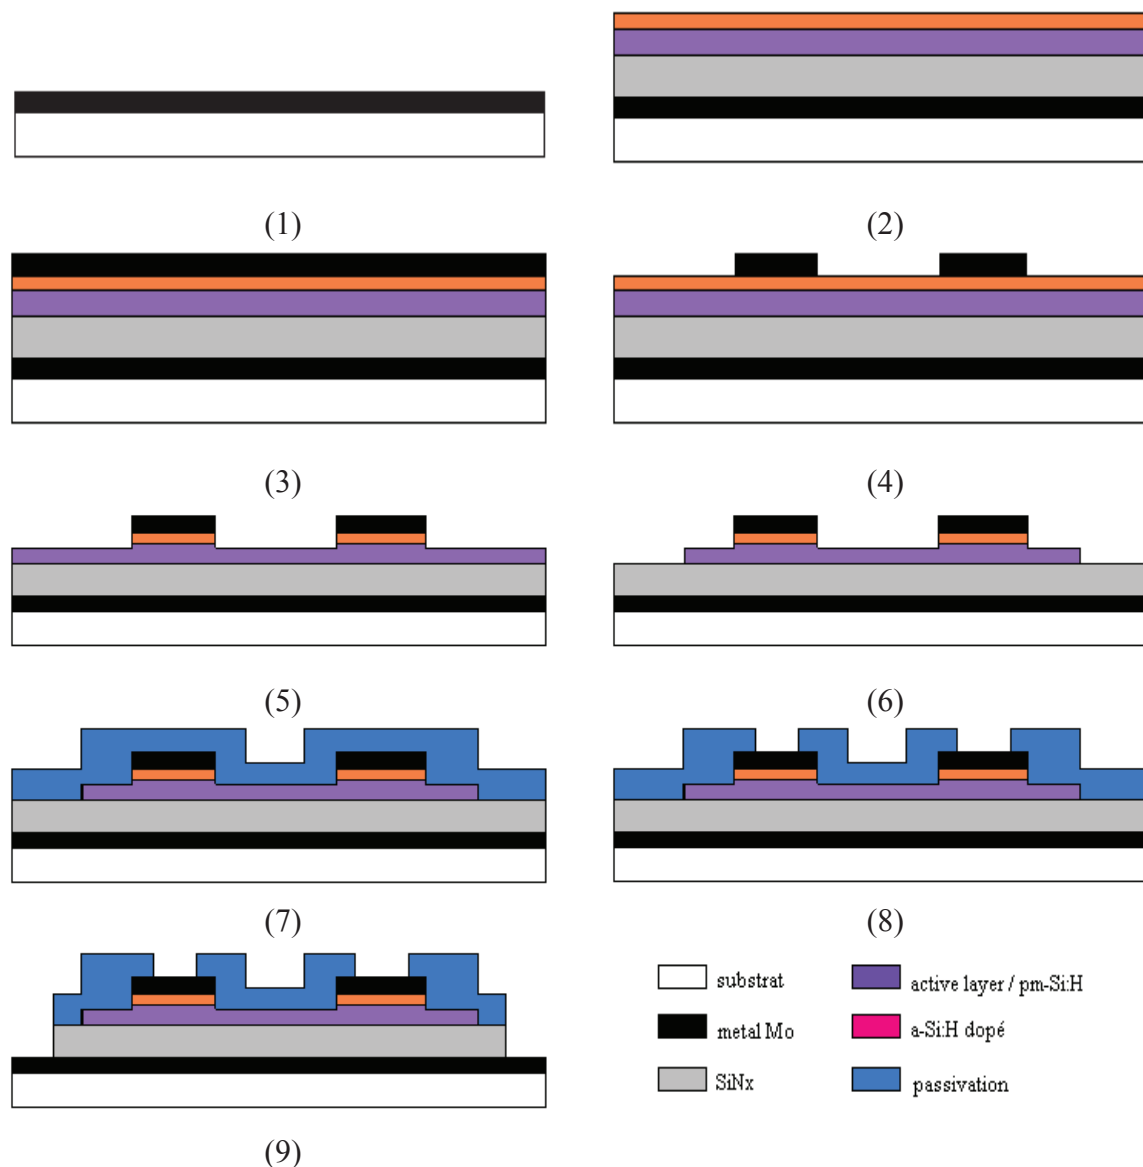 (1)
(2)
(3)
(4)
(5)
(6)
(7)
(8)
(9)
substrat
active layer / pm-Si:H
metal Mo
a-Si:H dopé
SiNx
passivation